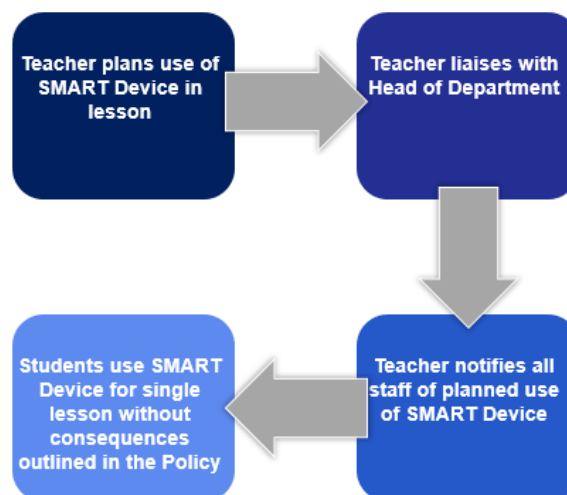 Teacher plans use of
SMART Device in
lesson
Teacher liaises with
Head of Department
Teacher notifies all
staff of planned use
of SMART Device
Students use SMART
Device for single
lesson without
consequences
outlined in the Policy